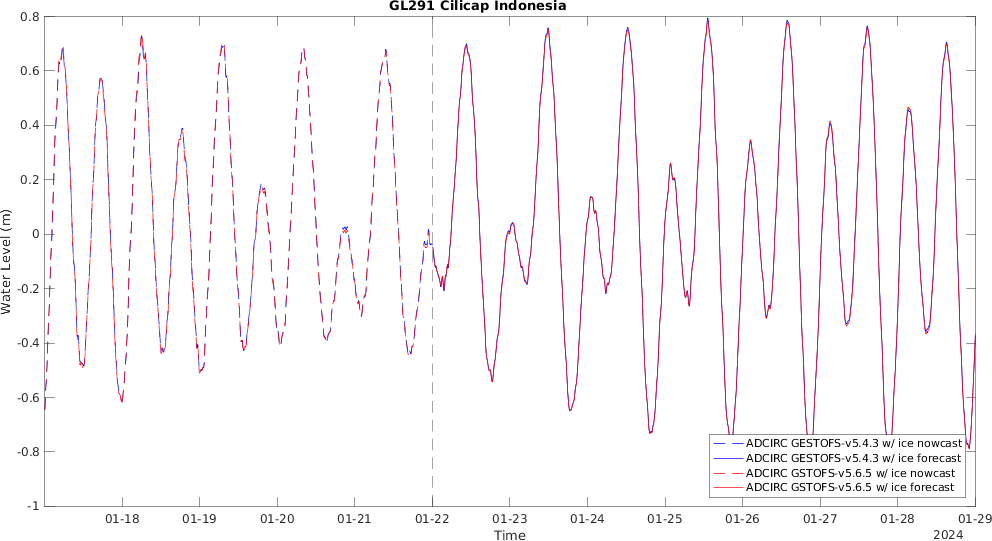 GL291 Cilicap Indonesia
0.8
0.6
0.4
0.2
0
-0.2
-0.4
-0.6
-0.8
-1
Water Level (m)
ADCIRC GESTOFS-v5.4.3 w/ ice nowcast
ADCIRC GESTOFS-v5.4.3 w/ ice forecast
ADCIRC GSTOFS-v5.6.5 w/ ice nowcast
ADCIRC GSTOFS-v5.6.5 w/ ice forecast
01-18 01-19 01-20 01-21 01-22 01-23 01-24 01-25 01-26 01-27 01-28 01-29
Time
2024